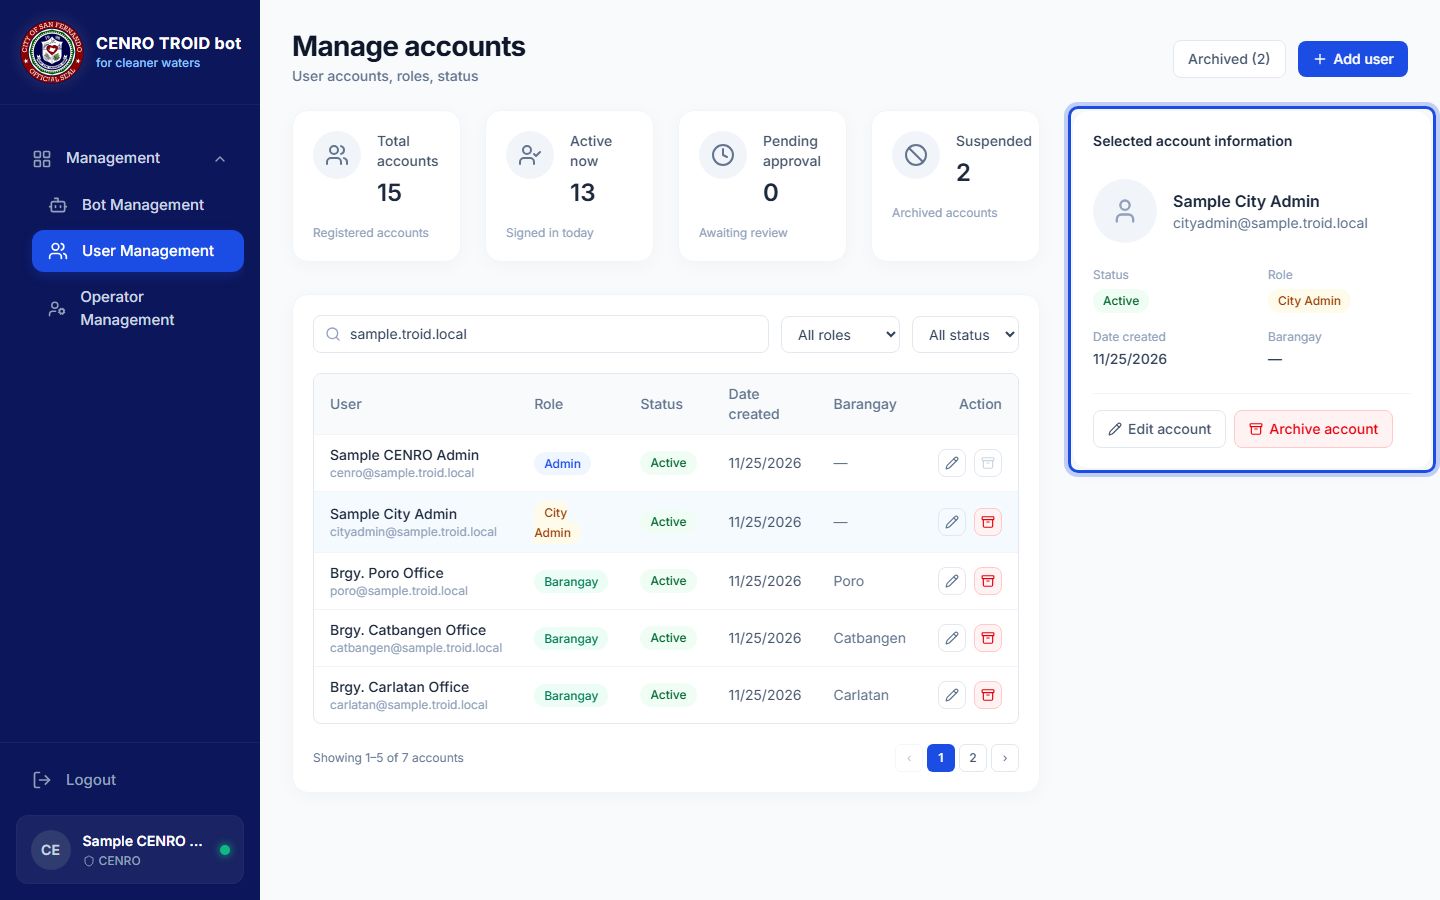 CITY OF SAN FERNANDO
OFFICIAL SEAL
CENRO TROID bot
for cleaner waters
Management
Bot Management
User Management
Operator
Management
Logout
CE
Sample CENRO ...
CENRO
Manage accounts
User accounts, roles, status
Archived (2)
+ Add user
Total
accounts
15
Registered accounts
Active
now
13
Signed in today
Pending
approval
0
Awaiting review
Suspended
2
Archived accounts
sample.troid.local
All roles
All status
User Role Status Date created Barangay Action
Sample CENRO Admin
cenro@sample.troid.local
Admin Active 11/25/2026 —
Sample City Admin
cityadmin@sample.troid.local
City Admin Active 11/25/2026 —
Brgy. Poro Office
poro@sample.troid.local
Barangay Active 11/25/2026 Poro
Brgy. Catbangen Office
catbangen@sample.troid.local
Barangay Active 11/25/2026 Catbangen
Brgy. Carlatan Office
carlatan@sample.troid.local
Barangay Active 11/25/2026 Carlatan
Showing 1–5 of 7 accounts
‹ 1 2 ›
Selected account information
Sample City Admin
cityadmin@sample.troid.local
Status Role
Active City Admin
Date created Barangay
11/25/2026 —
Edit account Archive account